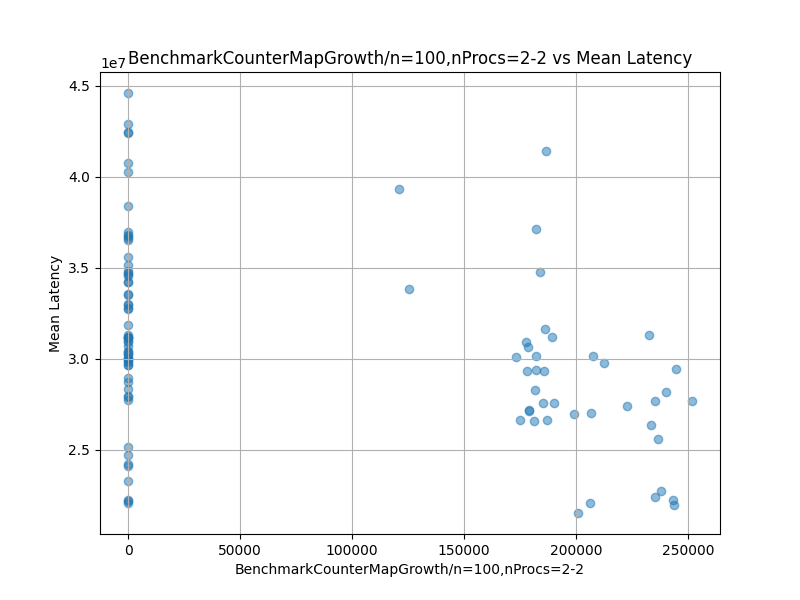 BenchmarkCounterMapGrowth/n=100,nProcs=2-2 vs Mean Latency
1e7
4.5
4.0
3.5
3.0
2.5
Mean Latency
0 50000 100000 150000 200000 250000
BenchmarkCounterMapGrowth/n=100,nProcs=2-2